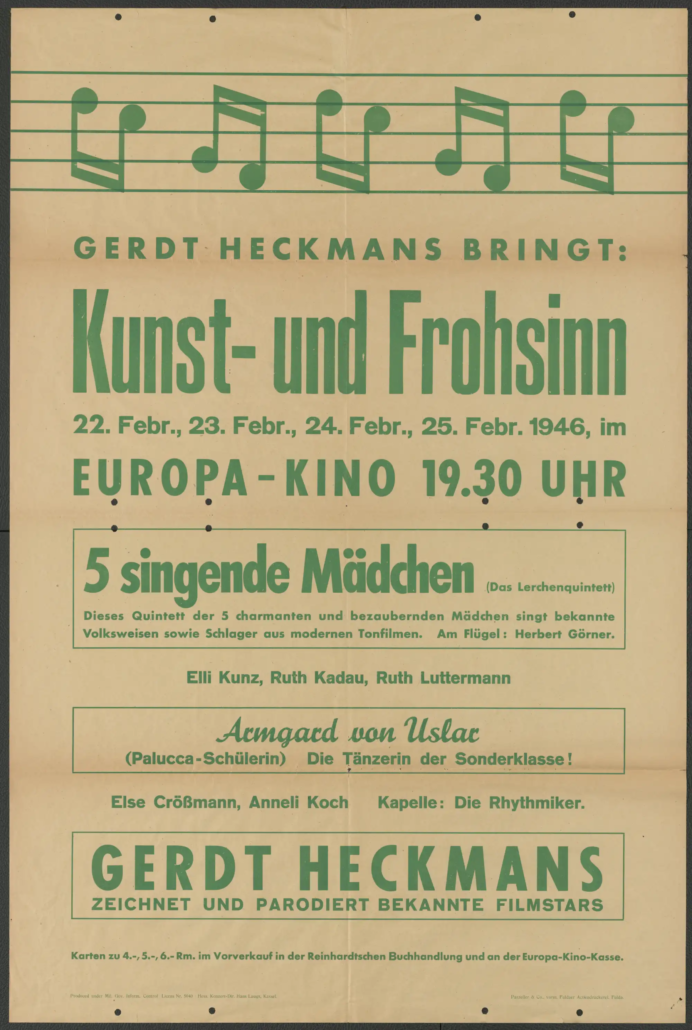 GERDT HECKMANS BRINGT:
Kunst- und Frohsinn
22. Febr., 23. Febr., 24. Febr., 25. Febr. 1946, im
EUROPA-KINO 19.30 UHR
5 singende Mädchen (Das Lerchenquintett)
Dieses Quintett der 5 charmanten und bezaubernden Mädchen singt bekannte
Volksweisen sowie Schlager aus modernen Tonfilmen. Am Flügel: Herbert Görner.
Elli Kunz, Ruth Kadau, Ruth Luttermann
Armgard von Uslar
(Palucca-Schülerin) Die Tänzerin der Sonderklasse!
Else Crößmann, Anneli Koch Kapelle: Die Rhythmiker.
GERDT HECKMANS
ZEICHNET UND PARODIERT BEKANNTE FILMSTARS
Karten zu 4.-, 5.-, 6.- Rm. im Vorverkauf in der Reinhardtschen Buchhandlung und an der Europa-Kino-Kasse.